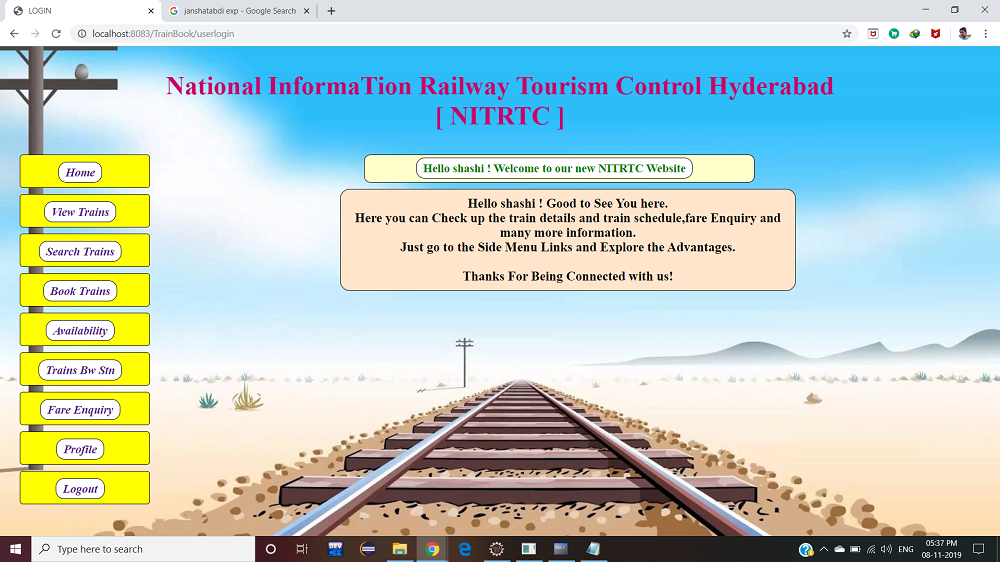 LOGIN
janshatabdi exp - Google Search
localhost:8083/TrainBook/userlogin
National InformaTion Railway Tourism Control Hyderabad
[ NITRTC ]
Home
View Trains
Search Trains
Book Trains
Availability
Trains Bw Stn
Fare Enquiry
Profile
Logout
Hello shashi ! Welcome to our new NITRTC Website
Hello shashi ! Good to See You here.
Here you can Check up the train details and train schedule,fare Enquiry and
many more information.
Just go to the Side Menu Links and Explore the Advantages.
Thanks For Being Connected with us!
Type here to search
DEV
ENG
05:37 PM
08-11-2019